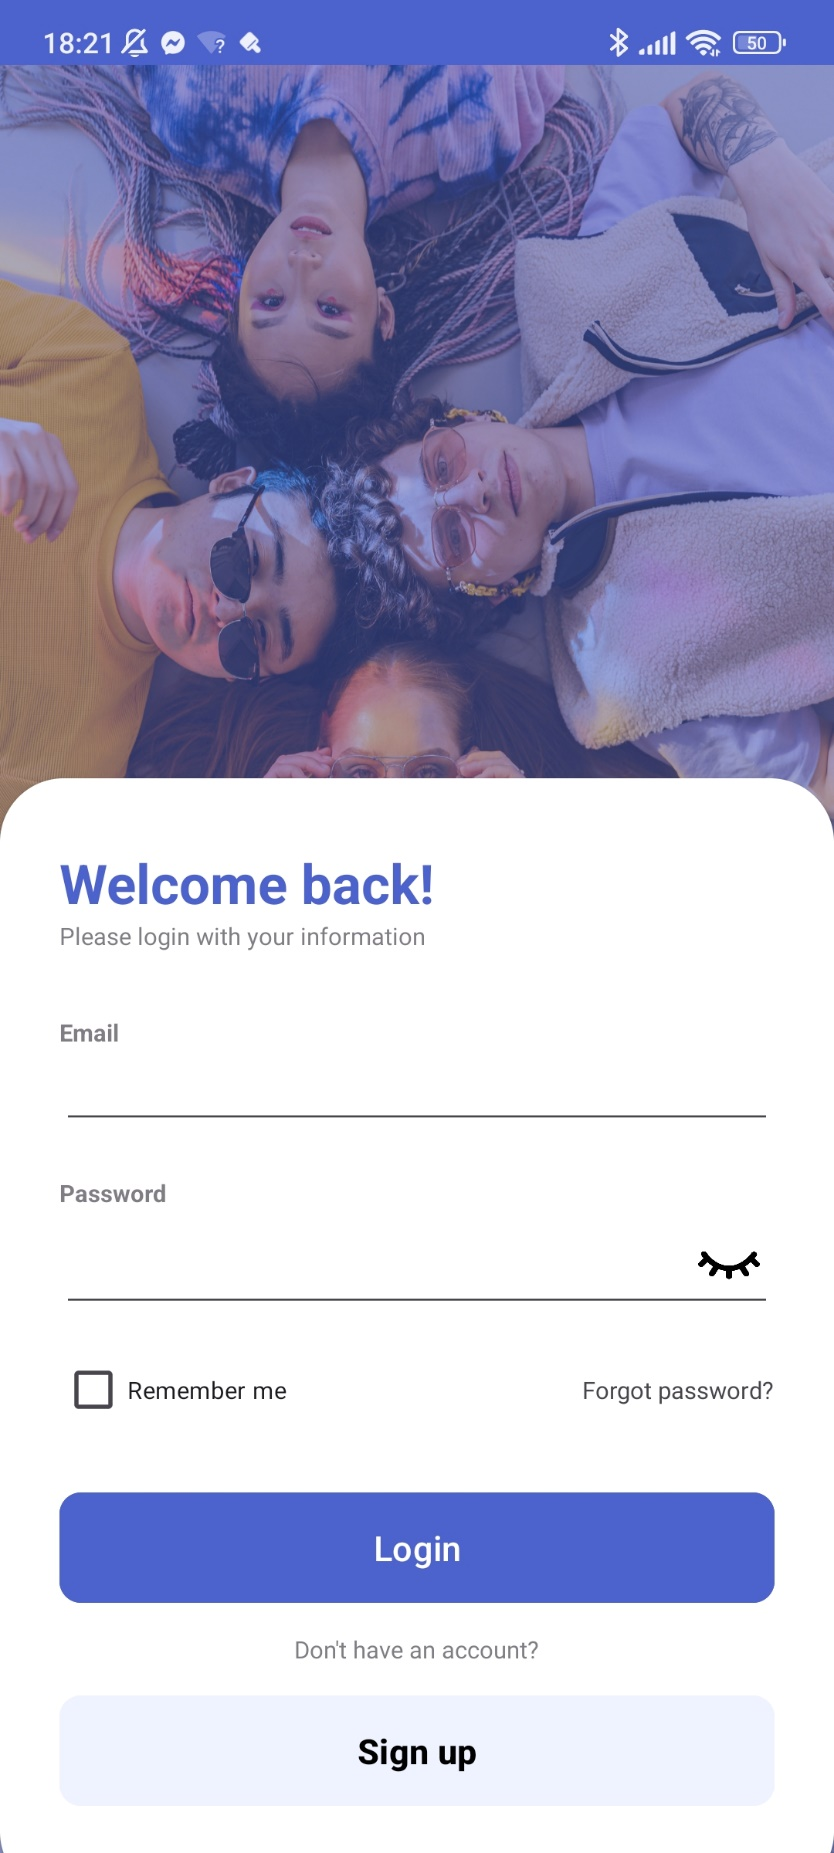 18:21 ? 50
Welcome back!
Please login with your information
Email
Password
Remember me Forgot password?
Login
Don't have an account?
Sign up